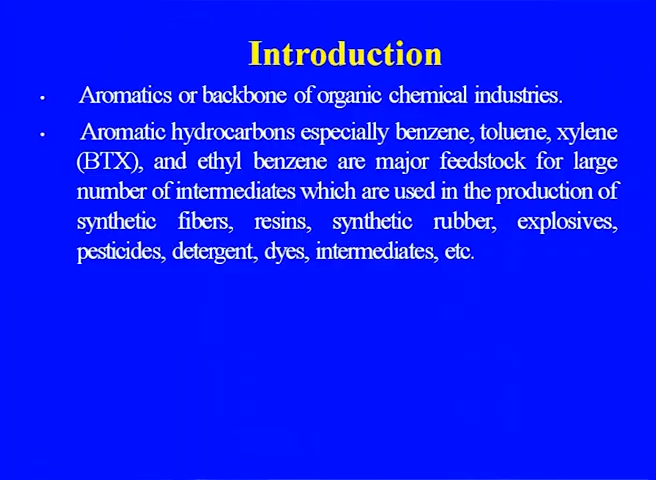 Introduction
• Aromatics or backbone of organic chemical industries.
• Aromatic hydrocarbons especially benzene, toluene, xylene
(BTX), and ethyl benzene are major feedstock for large
number of intermediates which are used in the production of
synthetic fibers, resins, synthetic rubber, explosives,
pesticides, detergent, dyes, intermediates, etc.